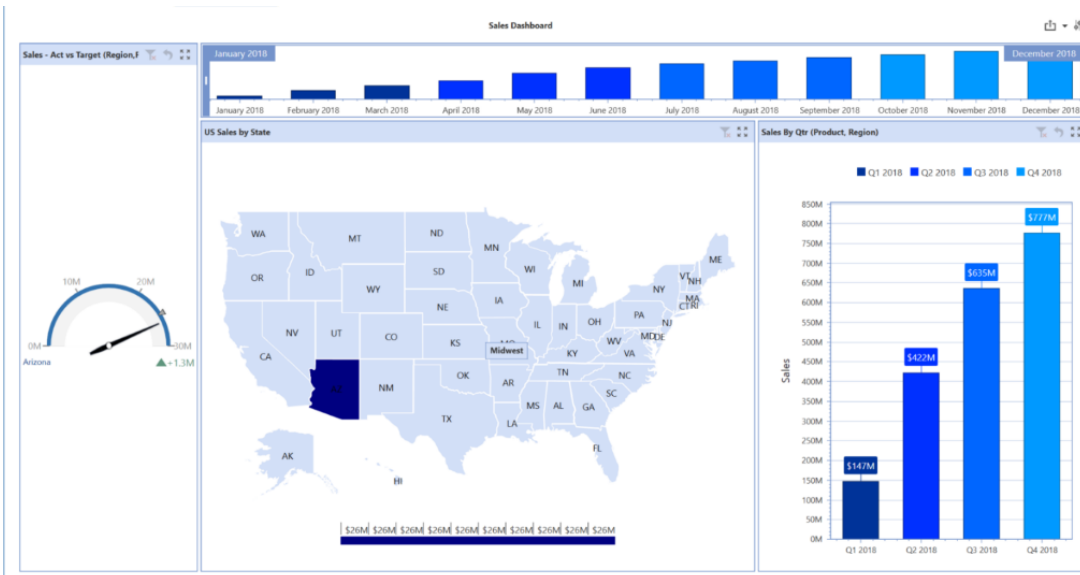 Sales Dashboard
Sales - Act vs Target (Region,F
January 2018
December 2018
January 2018 February 2018 March 2018 April 2018 May 2018 June 2018 July 2018 August 2018 September 2018 October 2018 November 2018 December 2018
US Sales by State
Sales By Qtr (Product, Region)
0M
10M
20M
30M
Arizona
+1.3M
WA
MT
ND
MN
ME
OR
ID
SD
WI
MI
VT
NH
NY
WY
MA
CT
RI
NE
IA
PA
NJ
NV
UT
CO
KS
IL
IN
OH
WV
MD
DE
VA
Midwest
KY
CA
AZ
NM
OK
AR
TN
NC
SC
TX
LA
MS
AL
GA
FL
AK
HI
$26M $26M $26M $26M $26M $26M $26M $26M $26M
Q1 2018 Q2 2018 Q3 2018 Q4 2018
Sales
850M
800M
750M
700M
650M
600M
550M
500M
450M
400M
350M
300M
250M
200M
150M
100M
50M
0M
$147M
$422M
$635M
$777M
Q1 2018 Q2 2018 Q3 2018 Q4 2018